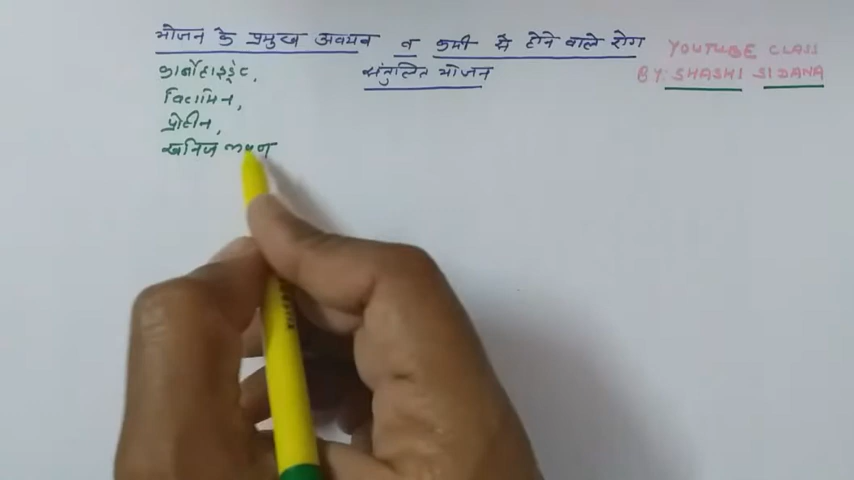 भोजन के प्रमुख अवयव व कमी से होने वाले रोग
YOUTUBE CLASS
BY: SHASHI SIDANA
संतुलित भोजन
कार्बोहाइड्रेट,
विटामिन,
प्रोटीन,
खनिज लवण